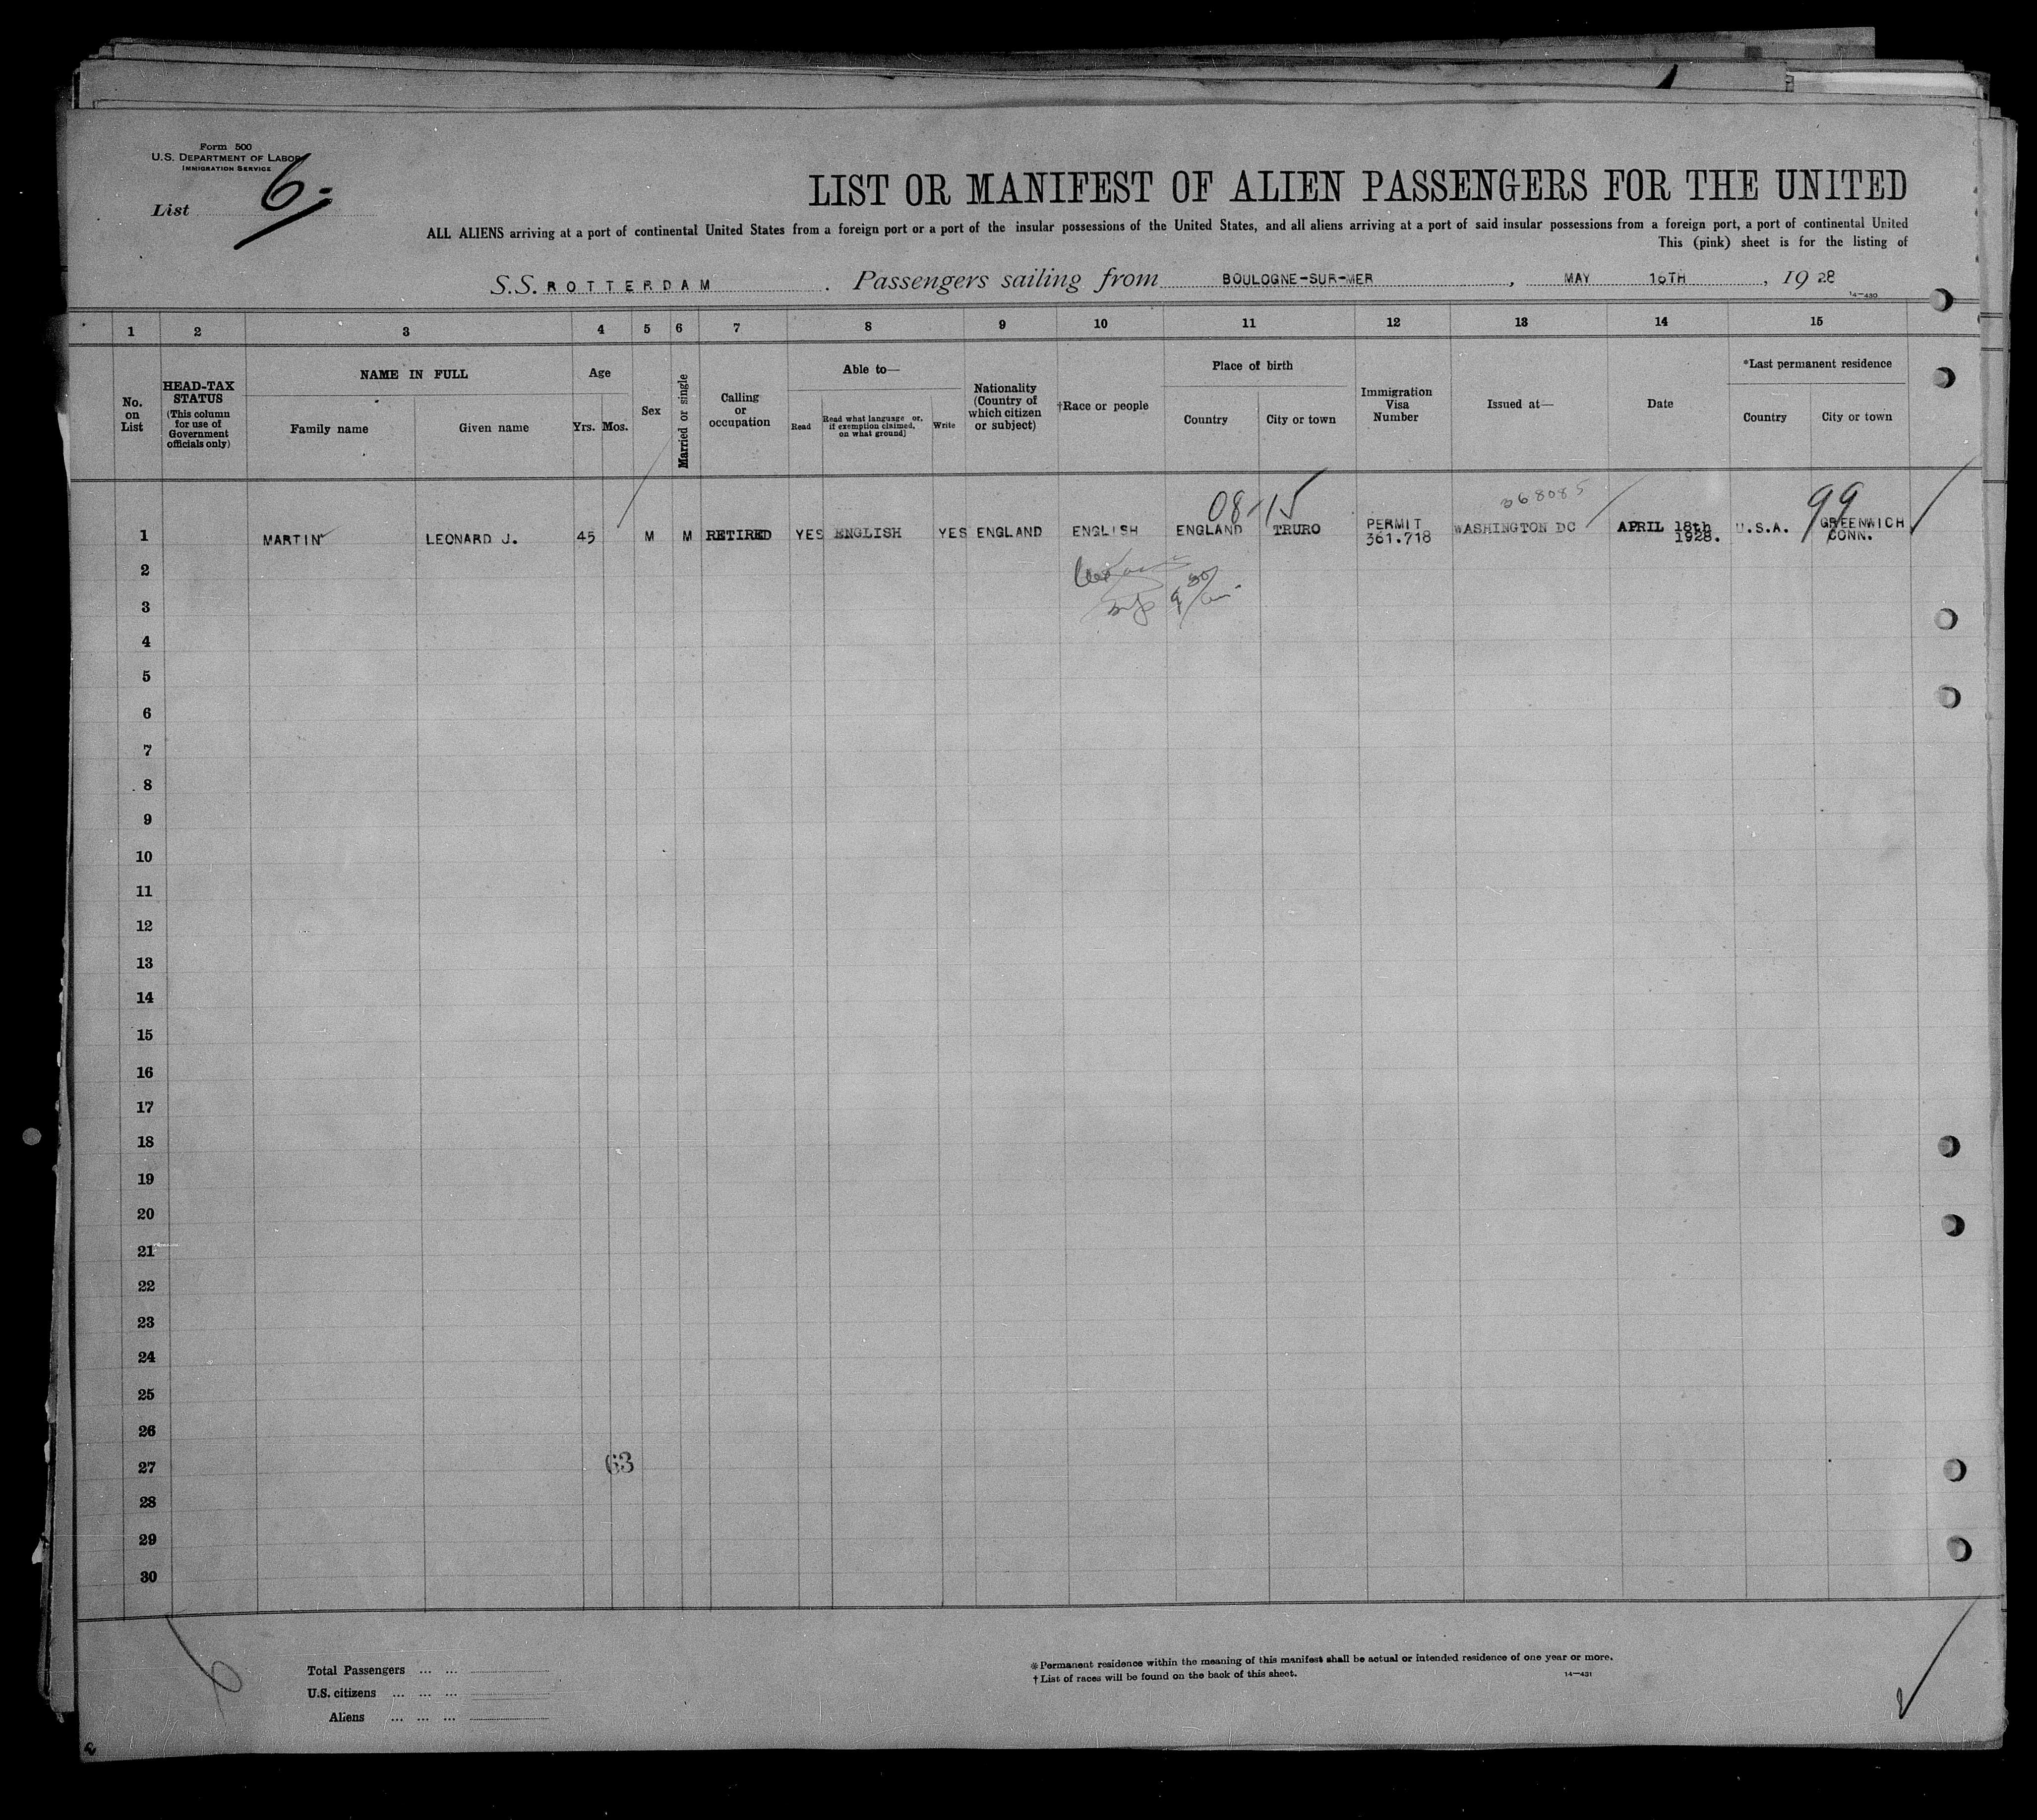 Form 500
U.S. DEPARTMENT OF LABOR
IMMIGRATION SERVICE
List 6
LIST OR MANIFEST OF ALIEN PASSENGERS FOR THE UNITED
ALL ALIENS arriving at a port of continental United States from a foreign port or a port of the insular possessions of the United States, and all aliens arriving at a port of said insular possessions from a foreign port, a port of continental United
This (pink) sheet is for the listing of
S.S. ROTTERDAM . Passengers sailing from BOULOGNE-SUR-MER , MAY 16TH , 1928
14—430
1 2 3 4 5 6 7 8 9 10 11 12 13 14 15
No. on List
HEAD-TAX STATUS
(This column for use of Government officials only)
NAME IN FULL
Family name
Given name
Age
Yrs. Mos.
Sex
Married or single
Calling or occupation
Able to—
Read
Read what language or, if exemption claimed, on what ground]
Write
Nationality (Country of which citizen or subject)
†Race or people
Place of birth
Country
City or town
Immigration Visa Number
Issued at—
Date
*Last permanent residence
Country
City or town
08-15 368085 99
1 MARTIN LEONARD J. 45 M M RETIRED YES ENGLISH YES ENGLAND ENGLISH ENGLAND TRURO PERMIT 361.718 WASHINGTON DC APRIL 18th 1928. U.S.A. GREENWICH CONN.
2
3
4
5
6
7
8
9
10
11
12
13
14
15
16
17
18
19
20
21
22
23
24
25
26
27 63
28
29
30
6
Total Passengers ... ...
U.S. citizens ... ... ...
Aliens ... ... ...
* Permanent residence within the meaning of this manifest shall be actual or intended residence of one year or more.
† List of races will be found on the back of this sheet.
14—431